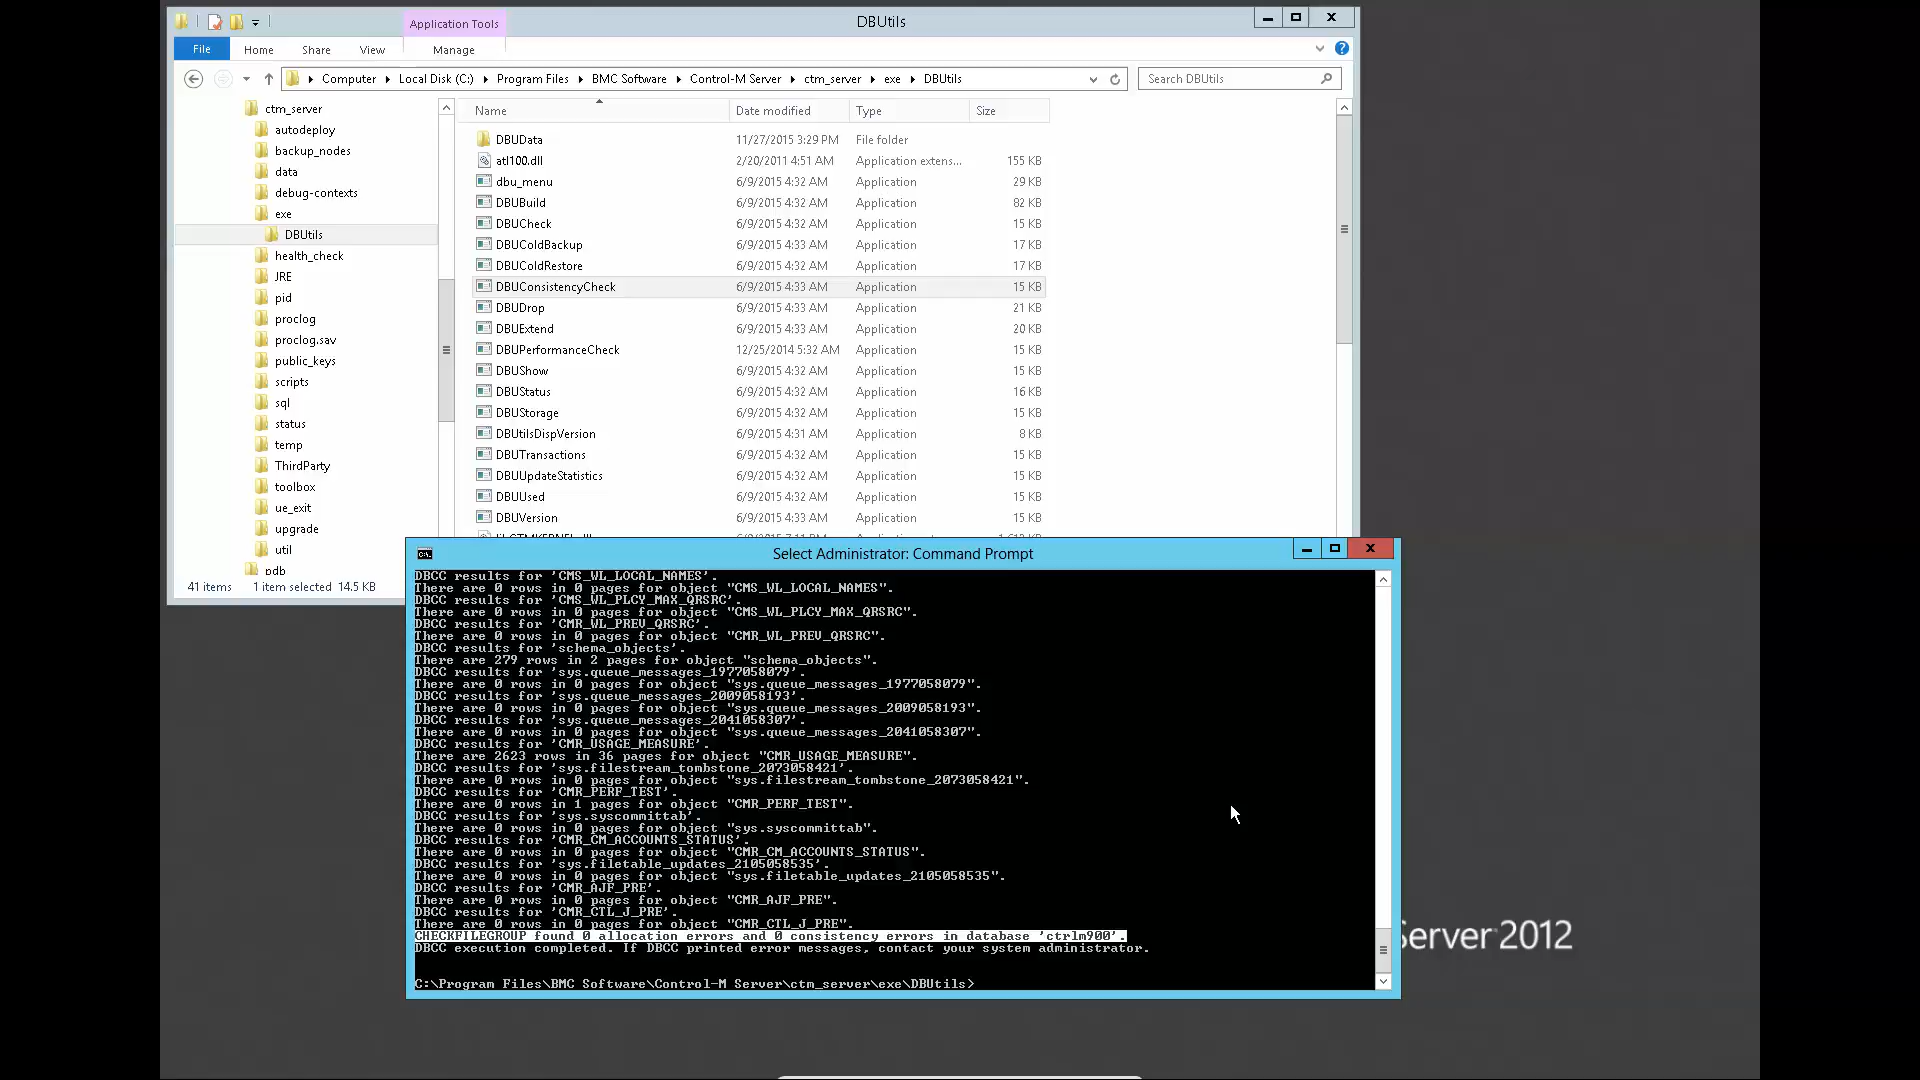 Application Tools
DBUtils
File
Home
Share
View
Manage
Computer
Local Disk (C:)
Program Files
BMC Software
Control-M Server
ctm_server
exe
DBUtils
Search DBUtils
ctm_server
autodeploy
backup_nodes
data
debug-contexts
exe
DBUtils
health_check
JRE
pid
proclog
proclog.sav
public_keys
scripts
sql
status
temp
ThirdParty
toolbox
ue_exit
upgrade
util
pdb
Name Date modified Type Size
DBUData 11/27/2015 3:29 PM File folder
atl100.dll 2/20/2011 4:51 AM Application extens... 155 KB
dbu_menu 6/9/2015 4:32 AM Application 29 KB
DBUBuild 6/9/2015 4:32 AM Application 82 KB
DBUCheck 6/9/2015 4:32 AM Application 15 KB
DBUColdBackup 6/9/2015 4:33 AM Application 17 KB
DBUColdRestore 6/9/2015 4:32 AM Application 17 KB
DBUConsistencyCheck 6/9/2015 4:33 AM Application 15 KB
DBUDrop 6/9/2015 4:33 AM Application 21 KB
DBUExtend 6/9/2015 4:33 AM Application 20 KB
DBUPerformanceCheck 12/25/2014 5:32 AM Application 15 KB
DBUShow 6/9/2015 4:32 AM Application 15 KB
DBUStatus 6/9/2015 4:32 AM Application 16 KB
DBUStorage 6/9/2015 4:32 AM Application 15 KB
DBUtilsDispVersion 6/9/2015 4:31 AM Application 8 KB
DBUTransactions 6/9/2015 4:32 AM Application 15 KB
DBUUpdateStatistics 6/9/2015 4:32 AM Application 15 KB
DBUUsed 6/9/2015 4:32 AM Application 15 KB
DBUVersion 6/9/2015 4:33 AM Application 15 KB
41 items 1 item selected 14.5 KB
Select Administrator: Command Prompt
DBCC results for 'CMS_WL_LOCAL_NAMES'.
There are 0 rows in 0 pages for object "CMS_WL_LOCAL_NAMES".
DBCC results for 'CMS_WL_PLCY_MAX_QRSRC'.
There are 0 rows in 0 pages for object "CMS_WL_PLCY_MAX_QRSRC".
DBCC results for 'CMR_WL_PREV_QRSRC'.
There are 0 rows in 0 pages for object "CMR_WL_PREV_QRSRC".
DBCC results for 'schema_objects'.
There are 279 rows in 2 pages for object "schema_objects".
DBCC results for 'sys.queue_messages_1977058079'.
There are 0 rows in 0 pages for object "sys.queue_messages_1977058079".
DBCC results for 'sys.queue_messages_2009058193'.
There are 0 rows in 0 pages for object "sys.queue_messages_2009058193".
DBCC results for 'sys.queue_messages_2041058307'.
There are 0 rows in 0 pages for object "sys.queue_messages_2041058307".
DBCC results for 'CMR_USAGE_MEASURE'.
There are 2623 rows in 36 pages for object "CMR_USAGE_MEASURE".
DBCC results for 'sys.filestream_tombstone_2073058421'.
There are 0 rows in 0 pages for object "sys.filestream_tombstone_2073058421".
DBCC results for 'CMR_PERF_TEST'.
There are 0 rows in 1 pages for object "CMR_PERF_TEST".
DBCC results for 'sys.syscommittab'.
There are 0 rows in 0 pages for object "sys.syscommittab".
DBCC results for 'CMR_CM_ACCOUNTS_STATUS'.
There are 0 rows in 0 pages for object "CMR_CM_ACCOUNTS_STATUS".
DBCC results for 'sys.filetable_updates_2105058535'.
There are 0 rows in 0 pages for object "sys.filetable_updates_2105058535".
DBCC results for 'CMR_AJF_PRE'.
There are 0 rows in 0 pages for object "CMR_AJF_PRE".
DBCC results for 'CMR_CTL_J_PRE'.
There are 0 rows in 0 pages for object "CMR_CTL_J_PRE".
CHECKFILEGROUP found 0 allocation errors and 0 consistency errors in database 'ctrlm900'.
DBCC execution completed. If DBCC printed error messages, contact your system administrator.
C:\Program Files\BMC Software\Control-M Server\ctm_server\exe\DBUtils>
Server 2012